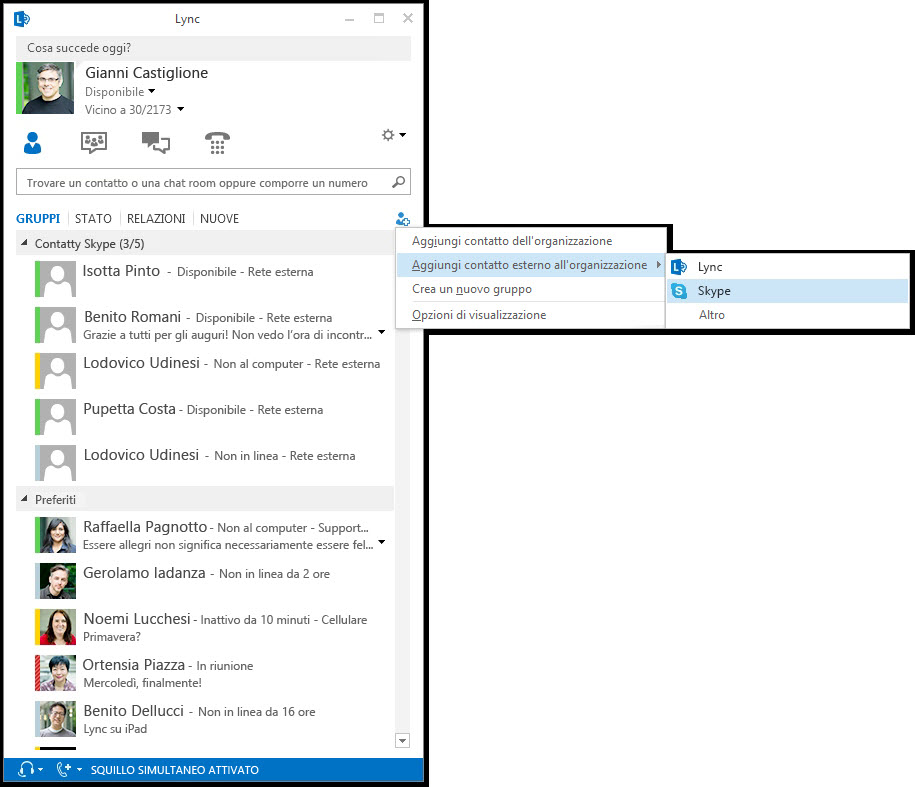 Lync
Cosa succede oggi?
Gianni Castiglione
Disponibile
Vicino a 30/2173
Trovare un contatto o una chat room oppure comporre un numero
GRUPPI STATO RELAZIONI NUOVE
Contatty Skype (3/5)
Isotta Pinto - Disponibile - Rete esterna
Benito Romani - Disponibile - Rete esterna
Grazie a tutti per gli auguri! Non vedo l'ora di incontr...
Lodovico Udinesi - Non al computer - Rete esterna
Pupetta Costa - Disponibile - Rete esterna
Lodovico Udinesi - Non in linea - Rete esterna
Preferiti
Raffaella Pagnotto - Non al computer - Support...
Essere allegri non significa necessariamente essere fel...
Gerolamo Iadanza - Non in linea da 2 ore
Noemi Lucchesi - Inattivo da 10 minuti - Cellulare
Primavera?
Ortensia Piazza - In riunione
Mercoledì, finalmente!
Benito Dellucci - Non in linea da 16 ore
Lync su iPad
SQUILLO SIMULTANEO ATTIVATO
Aggiungi contatto dell'organizzazione
Aggiungi contatto esterno all'organizzazione
Crea un nuovo gruppo
Opzioni di visualizzazione
Lync
Skype
Altro